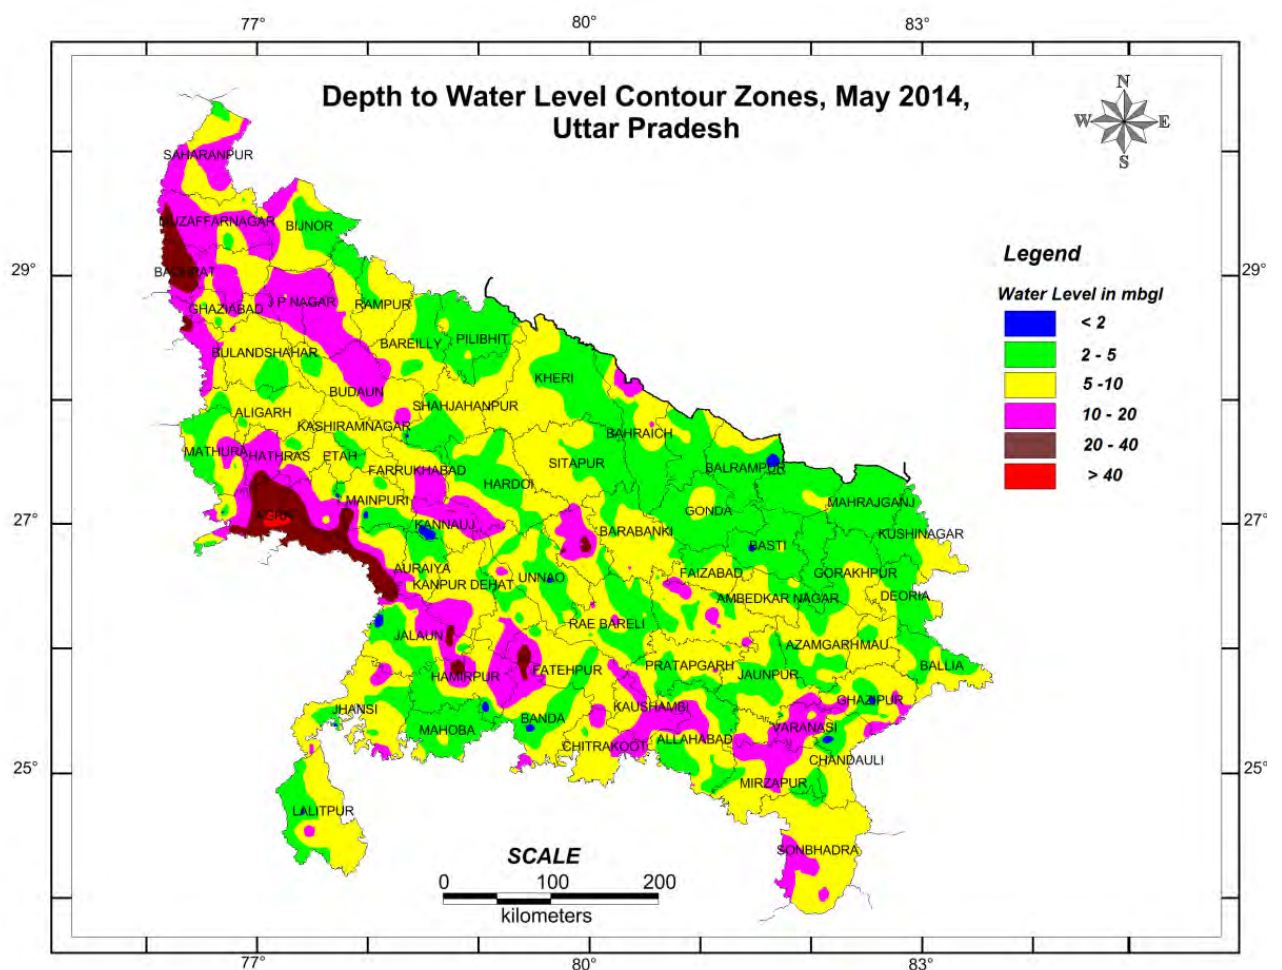 77°
80°
83°
Depth to Water Level Contour Zones, May 2014,
Uttar Pradesh
N
W
E
S
SAHARANPUR
MUZAFFARNAGAR
BIJNOR
29°
29°
BAGHPAT
GHAZIABAD
J P NAGAR
RAMPUR
BULANDSHAHAR
BAREILLY
PILIBHIT
KHERI
BUDAUN
ALIGARH
SHAHJAHANPUR
KASHIRAMNAGAR
BAHRAICH
MATHURA
HATHRAS
ETAH
FARRUKHABAD
SITAPUR
BALRAMPUR
HARDOI
MAINPURI
MAHRAJGANJ
GONDA
AGRA
KANNAUJ
BARABANKI
KUSHINAGAR
27°
27°
BASTI
AURAIYA
KANPUR DEHAT
UNNAO
FAIZABAD
GORAKHPUR
AMBEDKAR NAGAR
DEORIA
RAE BARELI
JALAUN
AZAMGARH
MAU
HAMIRPUR
FATEHPUR
PRATAPGARH
JAUNPUR
BALLIA
JHANSI
KAUSHAMBI
GHAZIPUR
MAHOBA
BANDA
VARANASI
CHITRAKOOT
ALLAHABAD
CHANDAULI
25°
25°
MIRZAPUR
LALITPUR
SONBHADRA
Legend
Water Level in mbgl
< 2
2 - 5
5 -10
10 - 20
20 - 40
> 40
SCALE
0 100 200
kilometers
77°
80°
83°